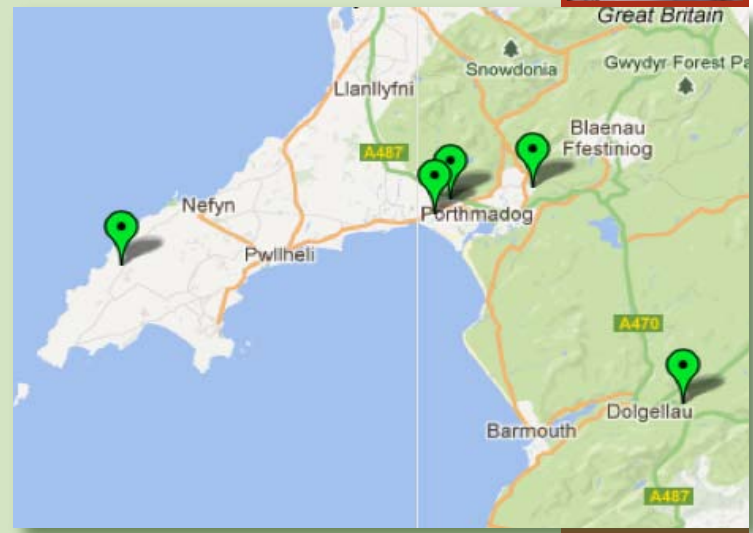 Great Britain
Snowdonia
Gwydyr Forest Pa
Llanllyfni
Blaenau
Ffestiniog
A487
Nefyn
Porthmadog
Pwllheli
A470
Dolgellau
Barmouth
A487